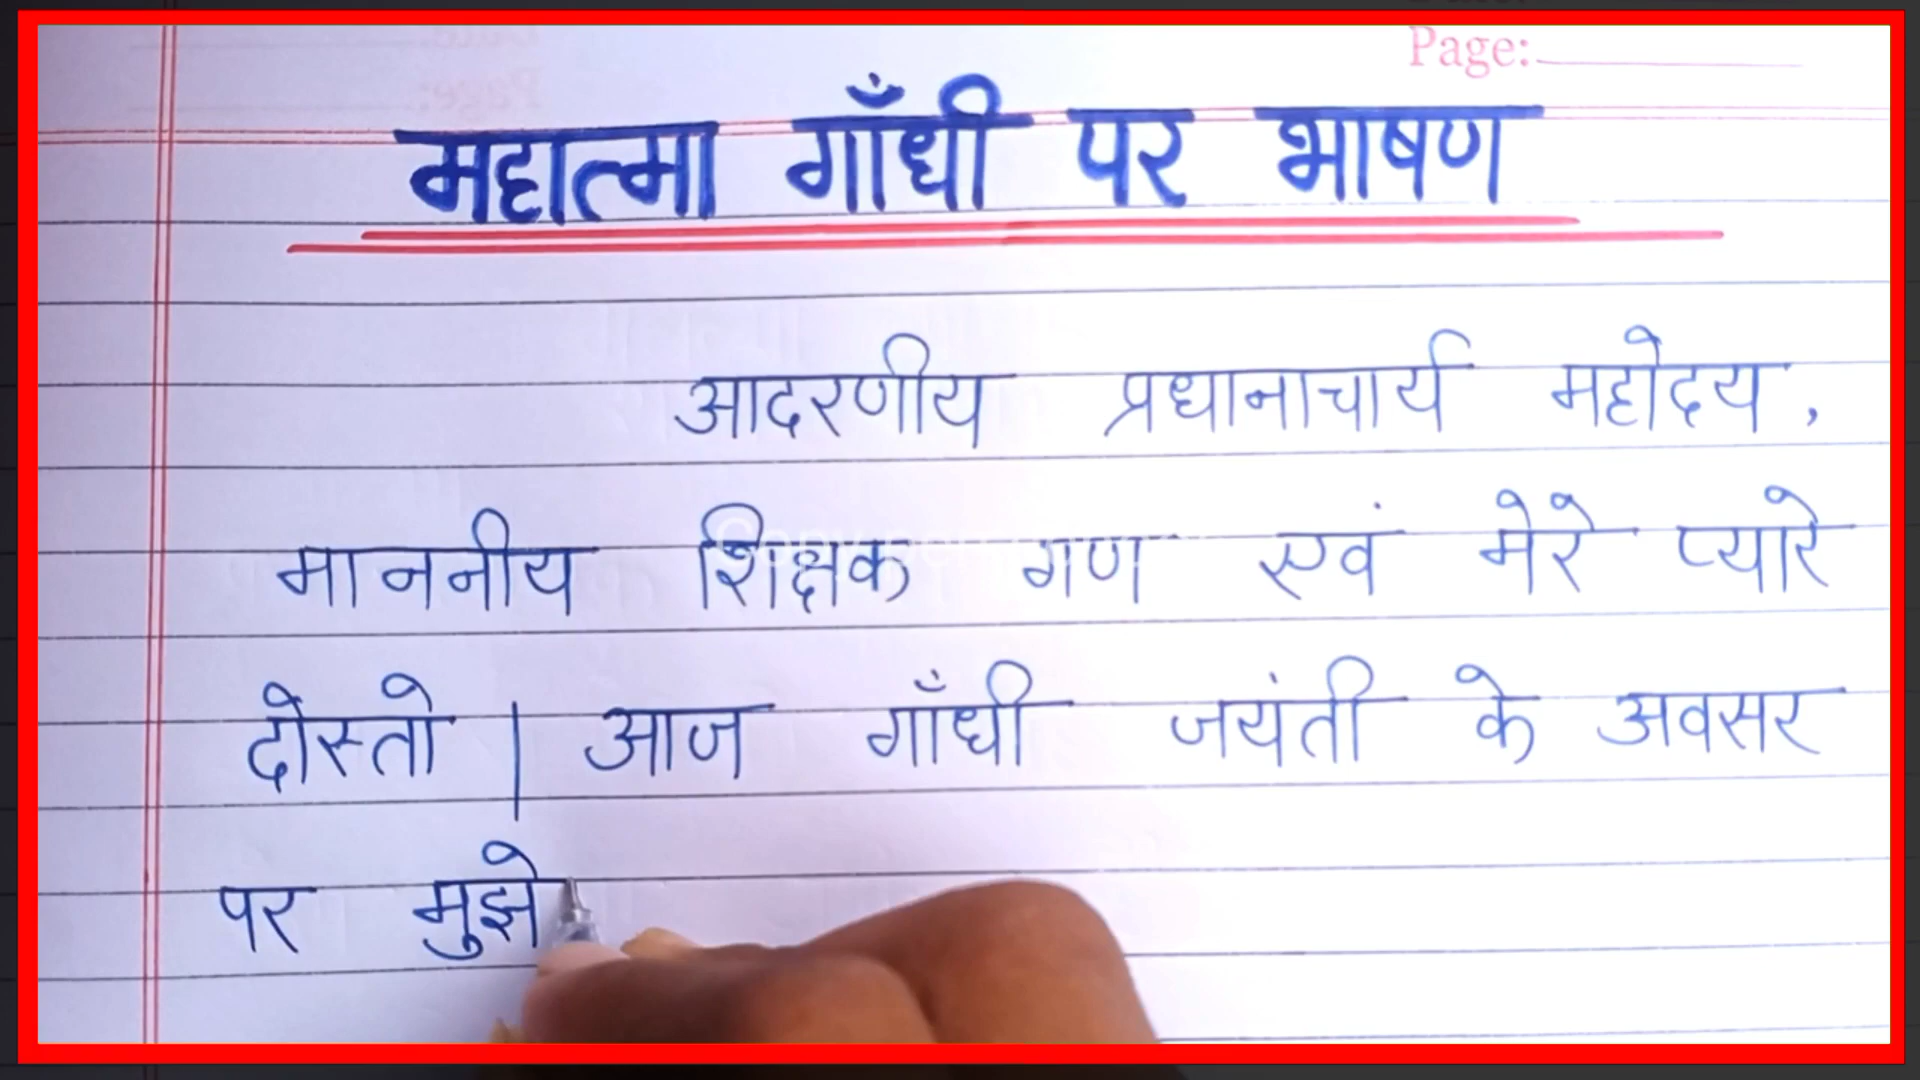 Page:
महात्मा गाँधी पर भाषण
आदरणीय प्रधानाचार्य महोदय,
माननीय शिक्षक गण एवं मेरे प्यारे
दोस्तो | आज गाँधी जयंती के अवसर
पर मुझे